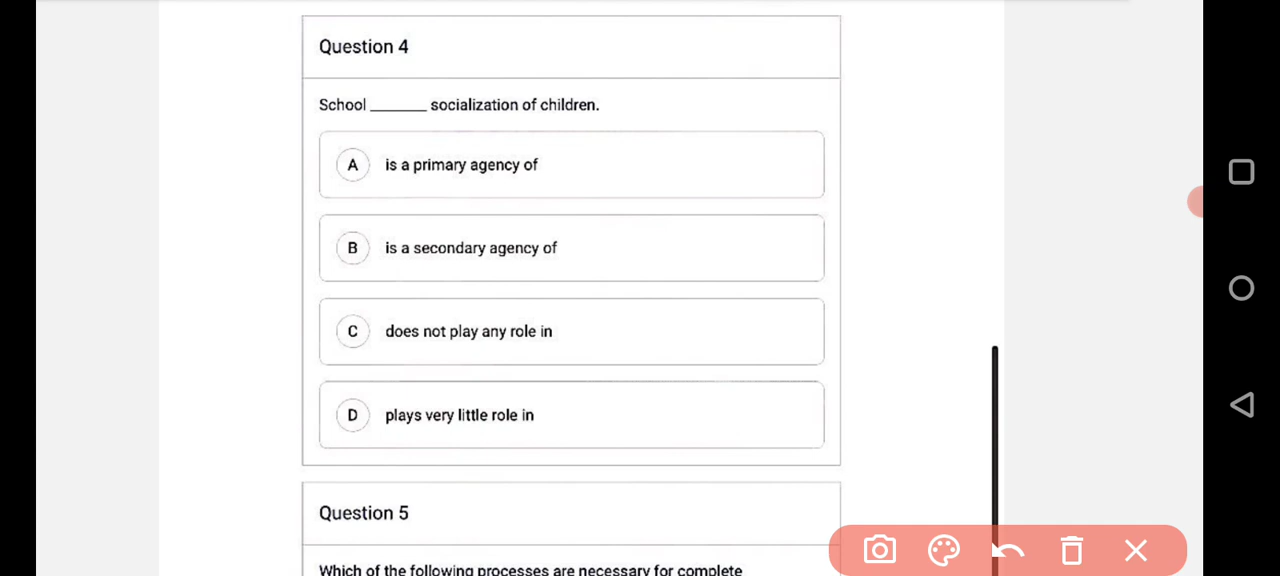 Question 4
School _______ socialization of children.
A is a primary agency of
B is a secondary agency of
C does not play any role in
D plays very little role in
Question 5
Which of the following processes are necessary for complete